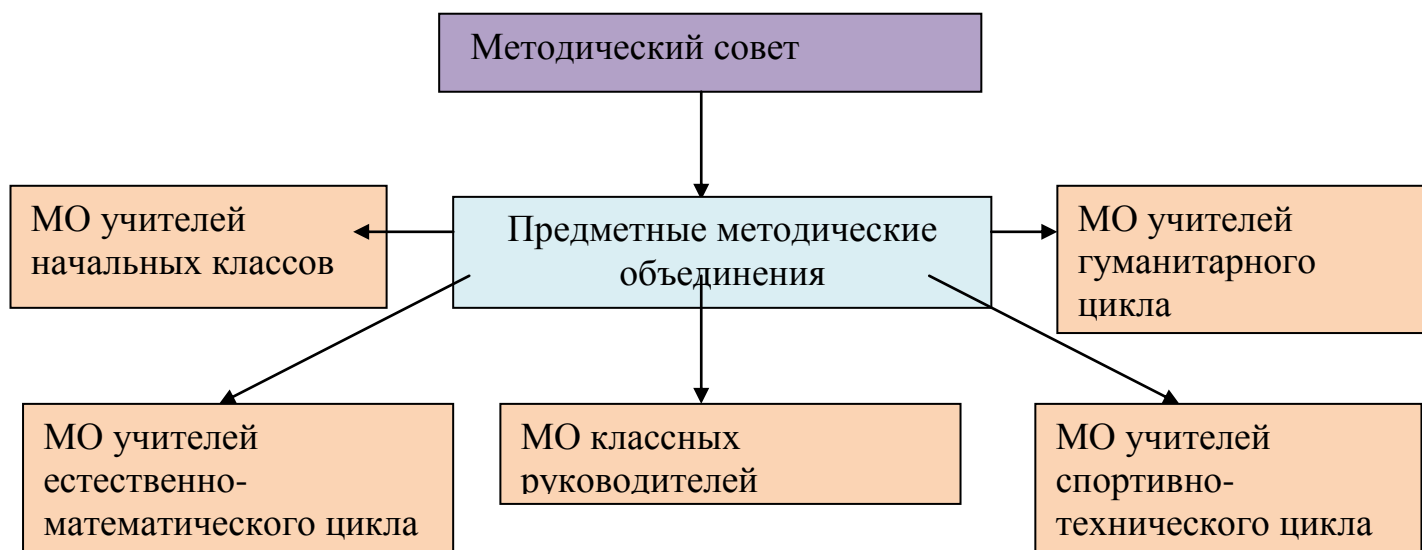 Методический совет
МО учителей
начальных классов
Предметные методические
объединения
МО учителей
гуманитарного
цикла
МО учителей
естественно-
математического цикла
МО классных
руководителей
МО учителей
спортивно-
технического цикла